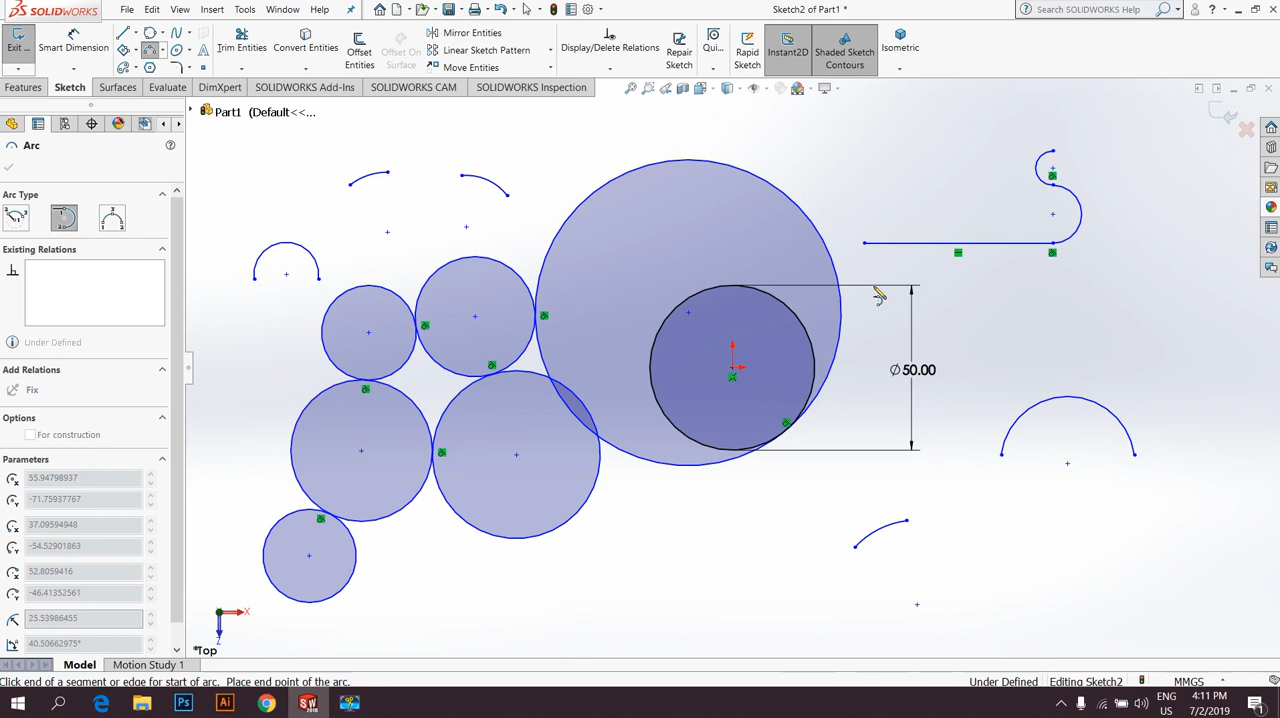 SOLIDWORKS File Edit View Insert Tools Window Help Sketch2 of Part1 * Search SOLIDWORKS Help ?
Exit ... Smart Dimension Trim Entities Convert Entities Offset Entities Offset On Surface Mirror Entities Linear Sketch Pattern Move Entities Display/Delete Relations Repair Sketch Qui... Rapid Sketch Instant2D Shaded Sketch Contours Isometric
Features Sketch Surfaces Evaluate DimXpert SOLIDWORKS Add-Ins SOLIDWORKS CAM SOLIDWORKS Inspection
Part1 (Default<<...
Arc
Arc Type
Existing Relations
Under Defined
Add Relations
Fix
Options
For construction
Parameters
55.94798937
-71.75937767
37.09594948
-54.52901863
52.8059416
-46.41352561
25.53986455
40.50662975°
Ø50.00
X
Z
*Top
Model Motion Study 1
Click end of a segment or edge for start of arc. Place end point of the arc. Under Defined Editing Sketch2 MMGS
Ps Ai SW 2018 ENG US 4:11 PM 7/2/2019 1